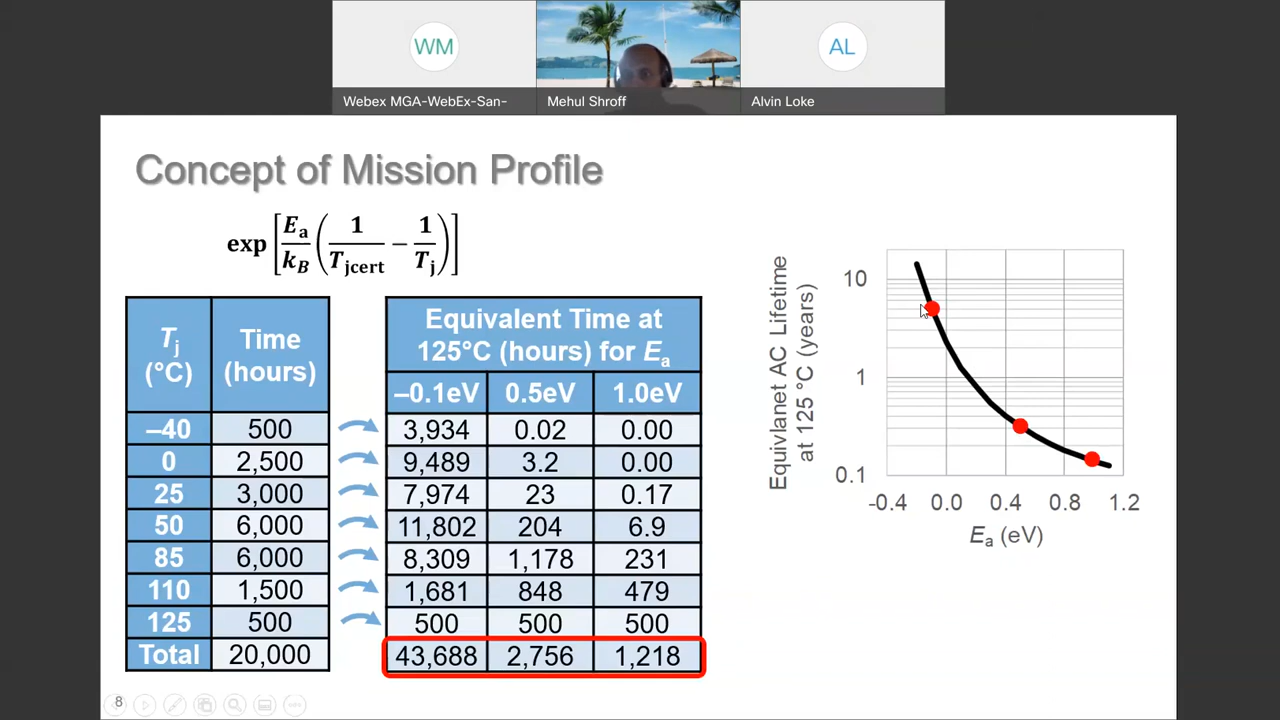 WM
AL
Webex MGA-WebEx-San-
Mehul Shroff
Alvin Loke
Concept of Mission Profile
exp[Ea/kB(1/Tjcert − 1/Tj)]
Tj (°C)
Time (hours)
Equivalent Time at
125°C (hours) for Ea
–0.1eV 0.5eV 1.0eV
–40 500 3,934 0.02 0.00
0 2,500 9,489 3.2 0.00
25 3,000 7,974 23 0.17
50 6,000 11,802 204 6.9
85 6,000 8,309 1,178 231
110 1,500 1,681 848 479
125 500 500 500 500
Total 20,000 43,688 2,756 1,218
Equivlanet AC Lifetime
at 125 °C (years)
10
1
0.1
-0.4 0.0 0.4 0.8 1.2
Ea (eV)
8